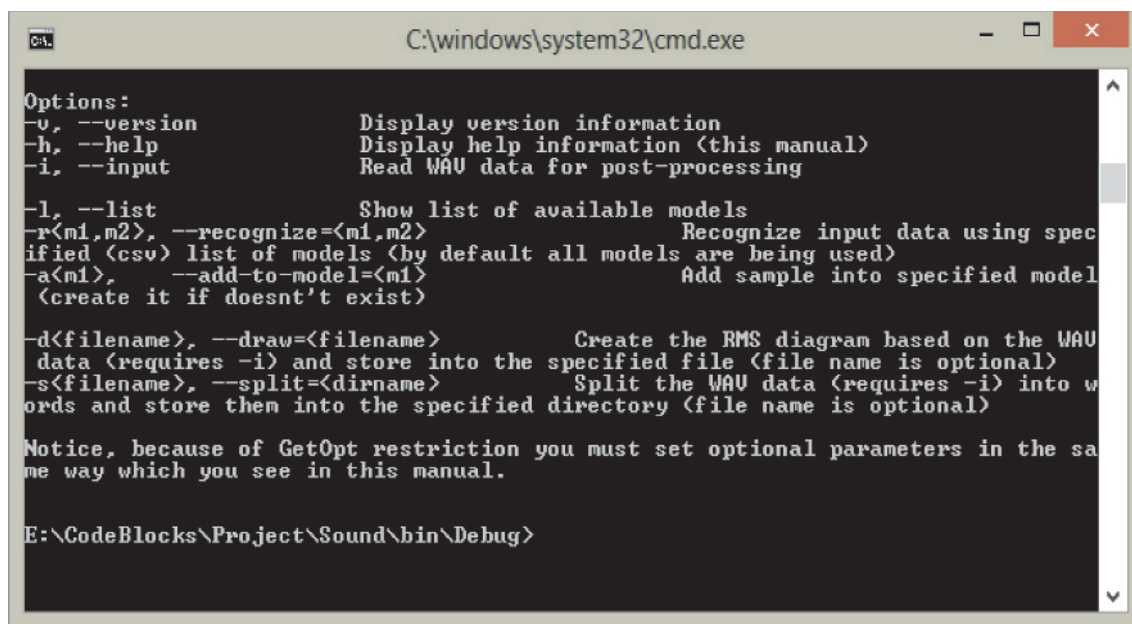 C:\windows\system32\cmd.exe
Options:
-v, --version Display version information
-h, --help Display help information (this manual)
-i, --input Read WAV data for post-processing
-l, --list Show list of available models
-r<m1,m2>, --recognize=<m1,m2> Recognize input data using spec
ified (csv) list of models (by default all models are being used)
-a<m1>, --add-to-model=<m1> Add sample into specified model
(create it if doesnt't exist)
-d<filename>, --draw=<filename> Create the RMS diagram based on the WAV
data (requires -i) and store into the specified file (file name is optional)
-s<filename>, --split=<dirname> Split the WAV data (requires -i) into w
ords and store them into the specified directory (file name is optional)
Notice, because of GetOpt restriction you must set optional parameters in the sa
me way which you see in this manual.
E:\CodeBlocks\Project\Sound\bin\Debug>